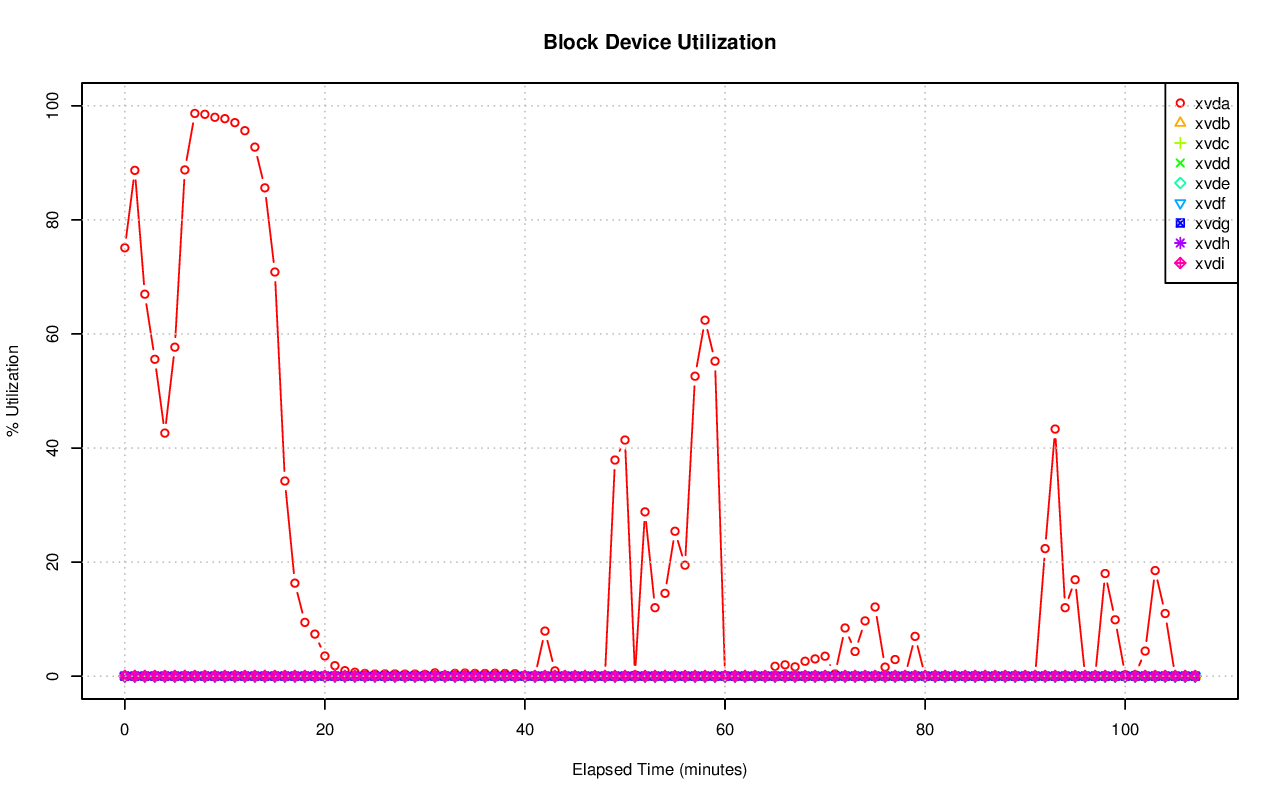 Block Device Utilization
% Utilization
100
80
60
40
20
0
xvda
xvdb
xvdc
xvdd
xvde
xvdf
xvdg
xvdh
xvdi
0 20 40 60 80 100
Elapsed Time (minutes)